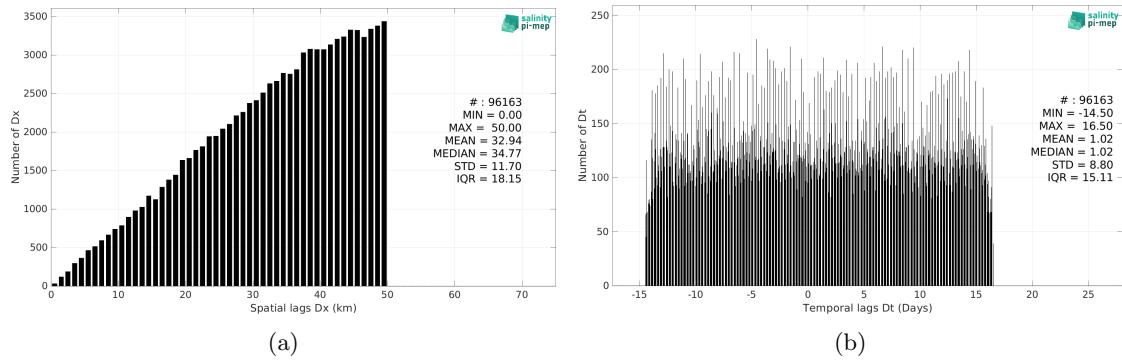 3500
3000
2500
2000
1500
1000
500
0
Number of Dx
salinity
pi-mep
# : 96163
MIN = 0.00
MAX = 50.00
MEAN = 32.94
MEDIAN = 34.77
STD = 11.70
IQR = 18.15
0 10 20 30 40 50 60 70
Spatial lags Dx (km)
(a)
250
200
150
100
50
0
Number of Dt
salinity
pi-mep
# : 96163
MIN = -14.50
MAX = 16.50
MEAN = 1.02
MEDIAN = 1.02
STD = 8.80
IQR = 15.11
-15 -10 -5 0 5 10 15 20 25
Temporal lags Dt (Days)
(b)